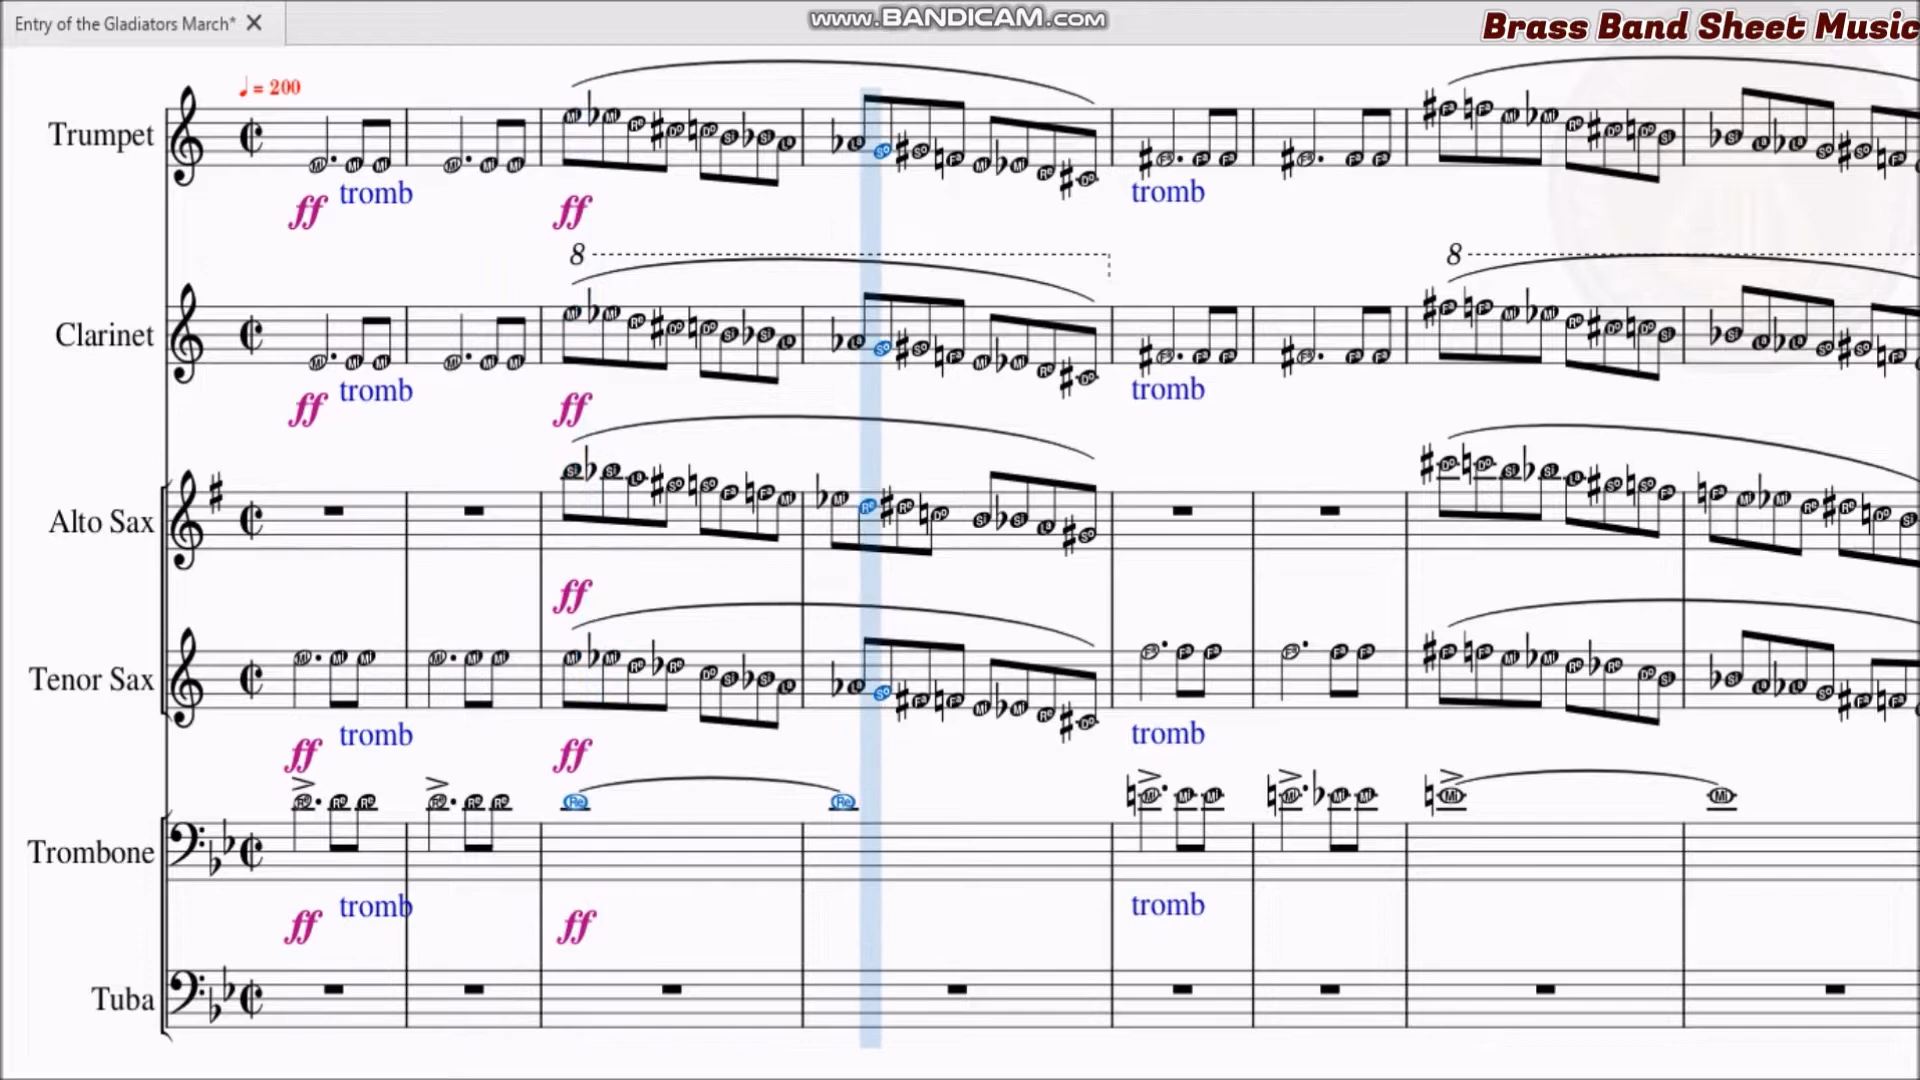 Entry of the Gladiators March* X
www.BANDICAM.com
Brass Band Sheet Music
♩ = 200
Trumpet
ff tromb ff tromb
8 8
Clarinet
ff tromb ff tromb
Alto Sax
ff
Tenor Sax
ff tromb ff tromb
Trombone
ff tromb ff tromb
Tuba